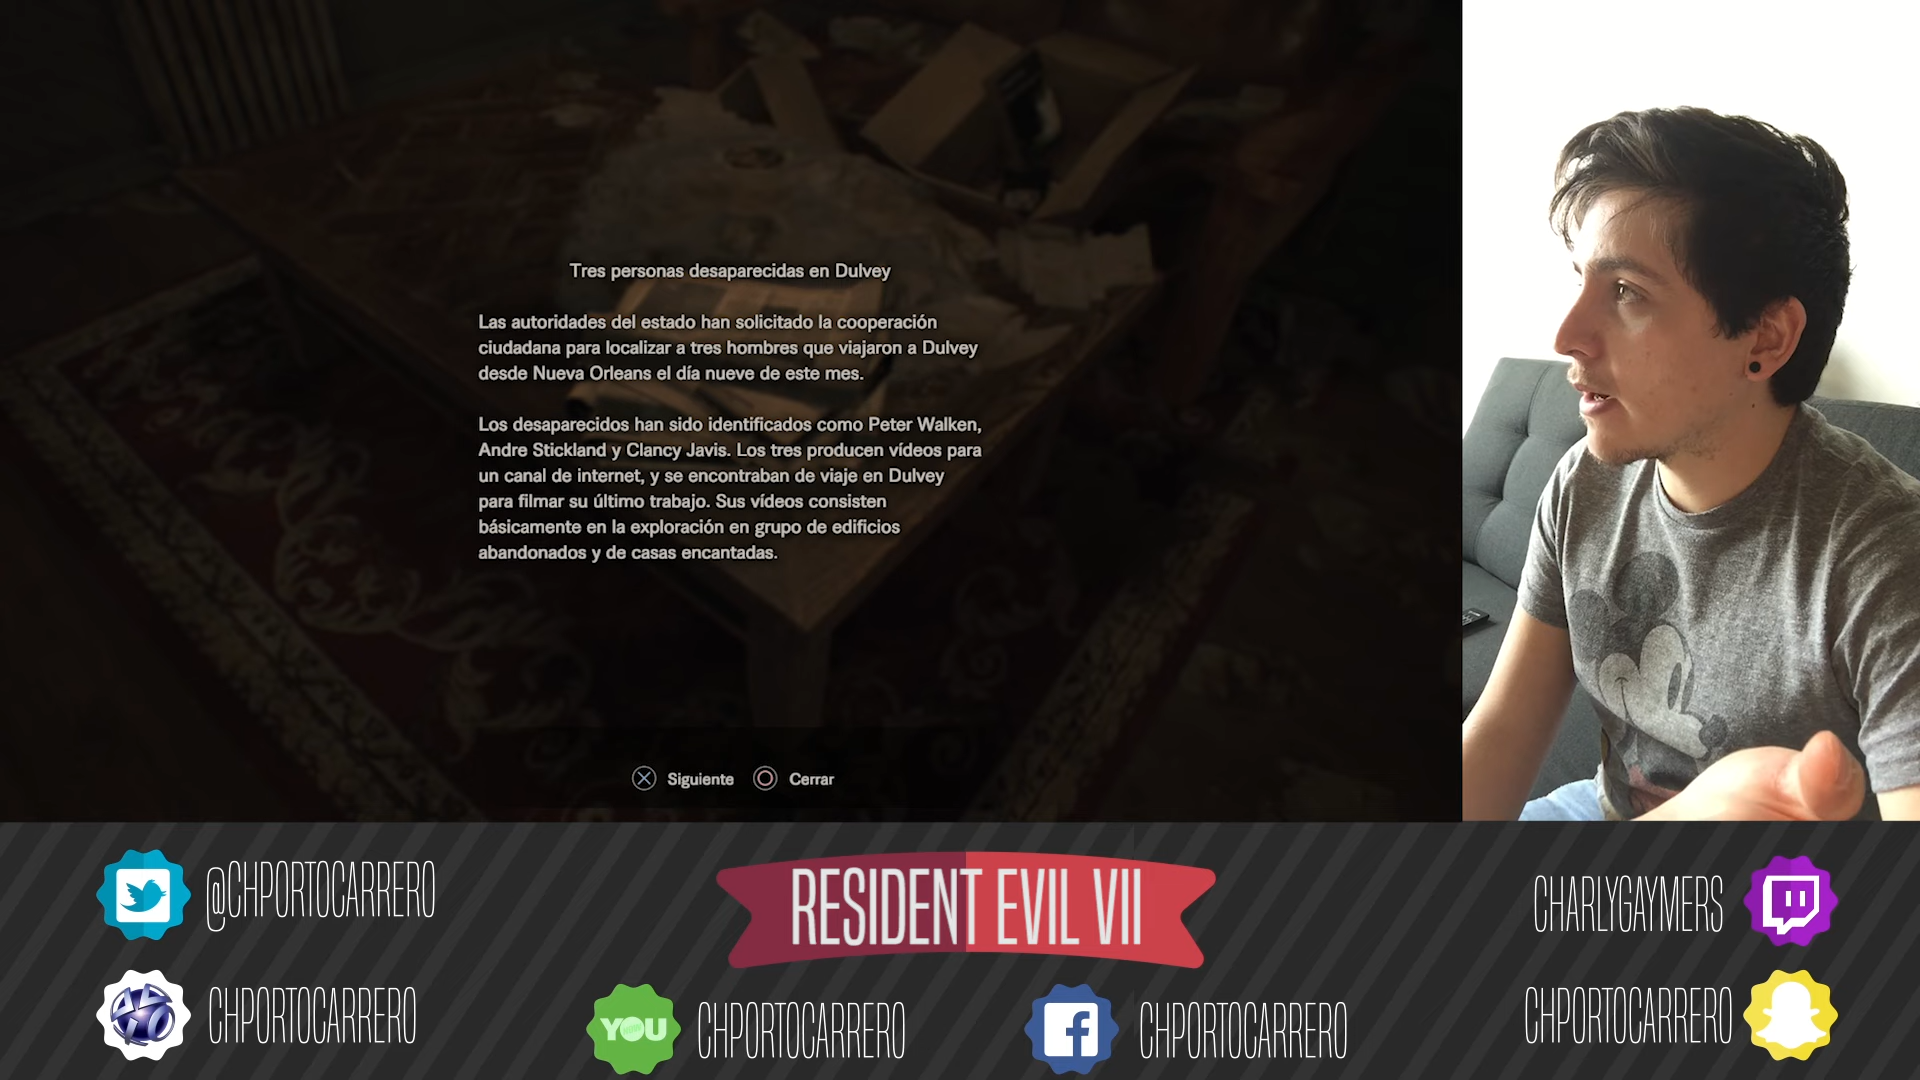 Tres personas desaparecidas en Dulvey
Las autoridades del estado han solicitado la cooperación
ciudadana para localizar a tres hombres que viajaron a Dulvey
desde Nueva Orleans el día nueve de este mes.
Los desaparecidos han sido identificados como Peter Walken,
Andre Stickland y Clancy Javis. Los tres producen vídeos para
un canal de internet, y se encontraban de viaje en Dulvey
para filmar su último trabajo. Sus vídeos consisten
básicamente en la exploración en grupo de edificios
abandonados y de casas encantadas.
Siguiente Cerrar
@CHPORTOCARRERO
RESIDENT EVIL VII
CHARLYGAYMERS
CHPORTOCARRERO
YOU CHPORTOCARRERO
CHPORTOCARRERO
CHPORTOCARRERO